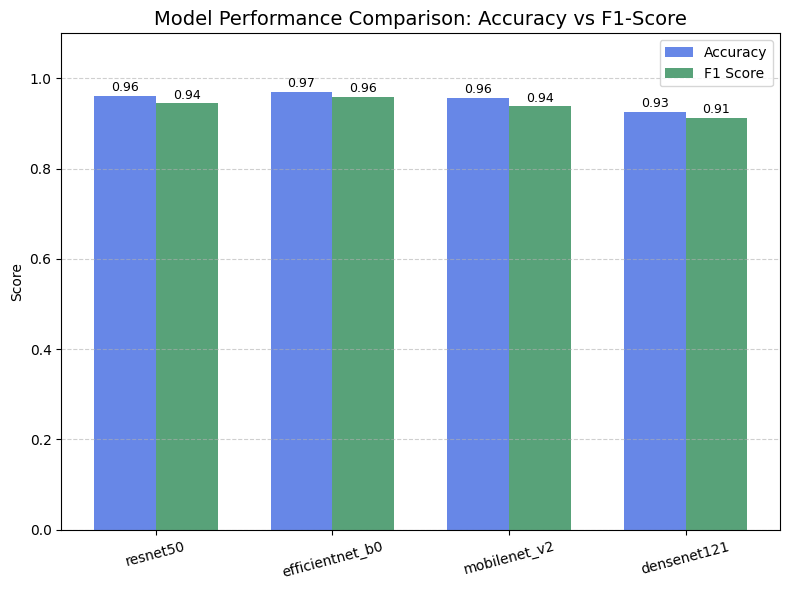 Model Performance Comparison: Accuracy vs F1-Score
Accuracy
F1 Score
0.96
0.94
0.97
0.96
0.96
0.94
0.93
0.91
1.0
0.8
0.6
0.4
0.2
0.0
Score
resnet50
efficientnet_b0
mobilenet_v2
densenet121